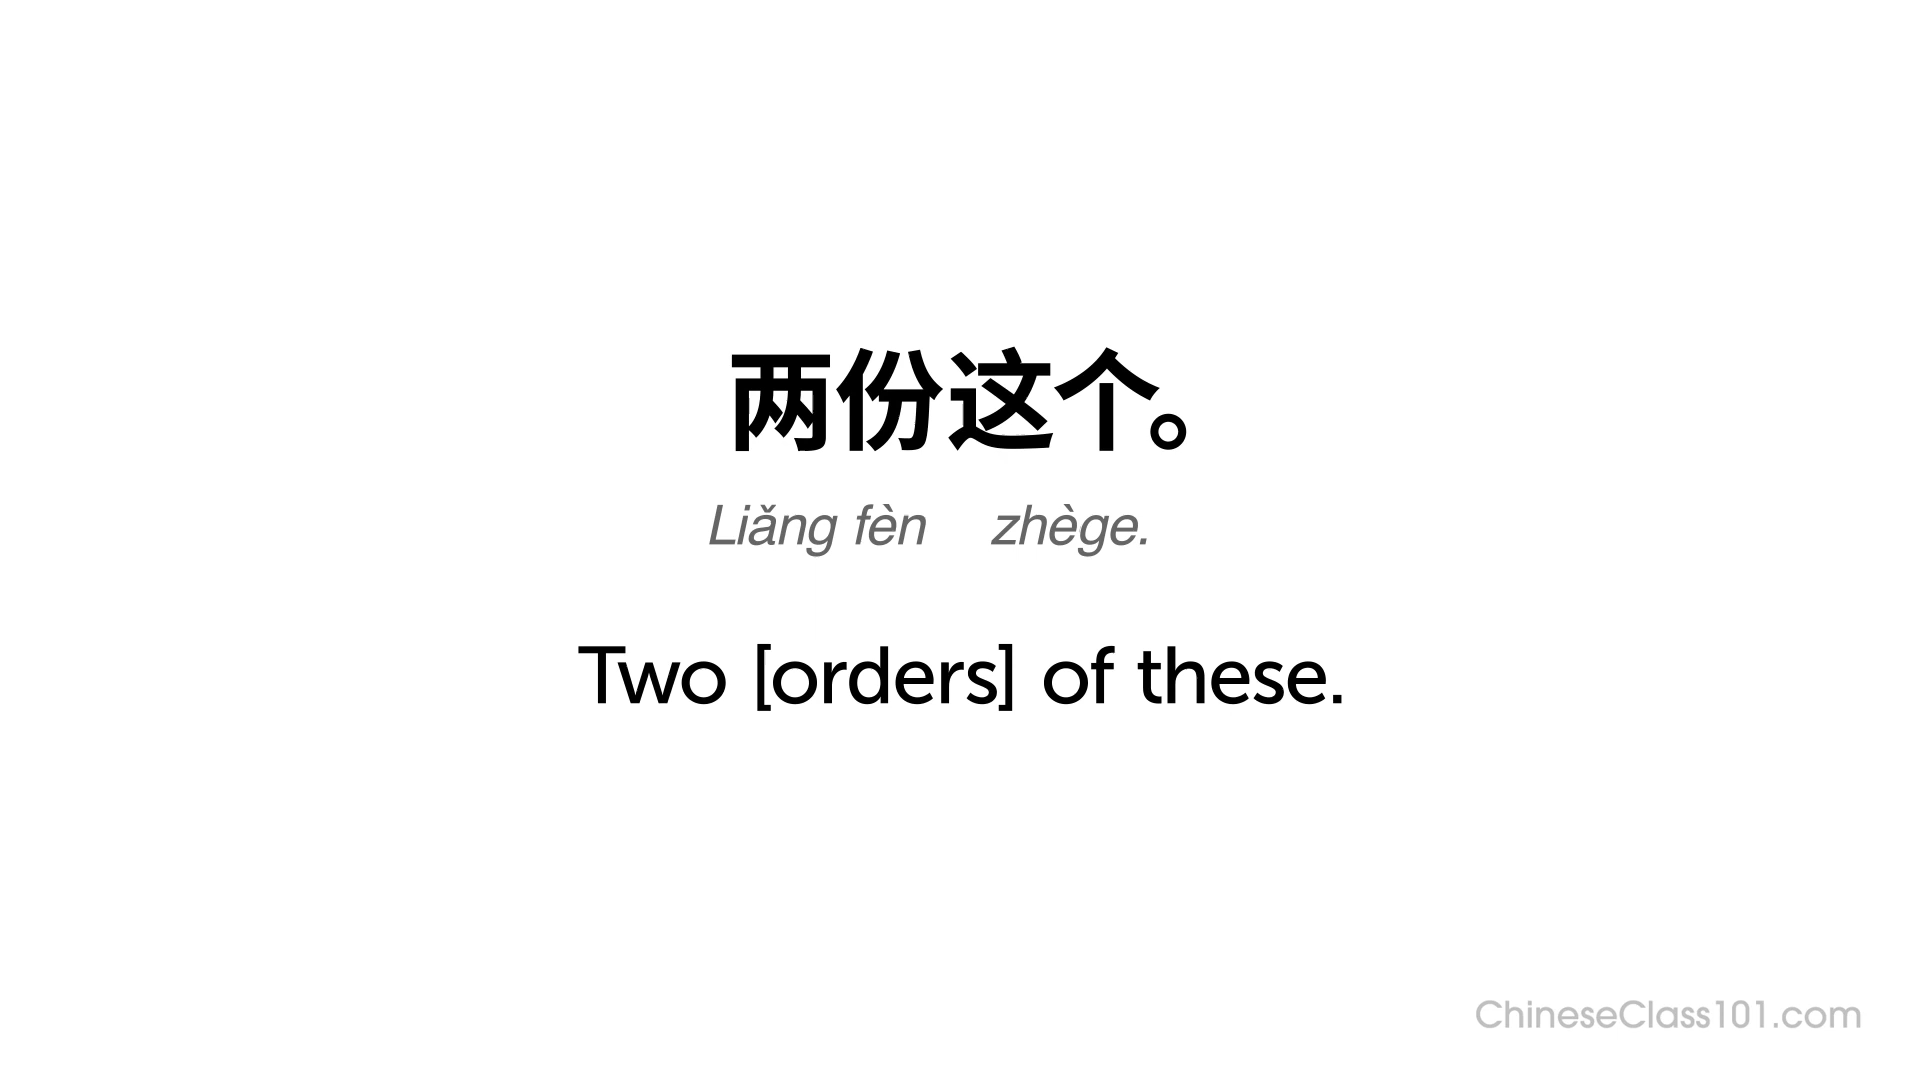 两份这个。
Liǎng fèn zhège.
Two [orders] of these.
ChineseClass101.com